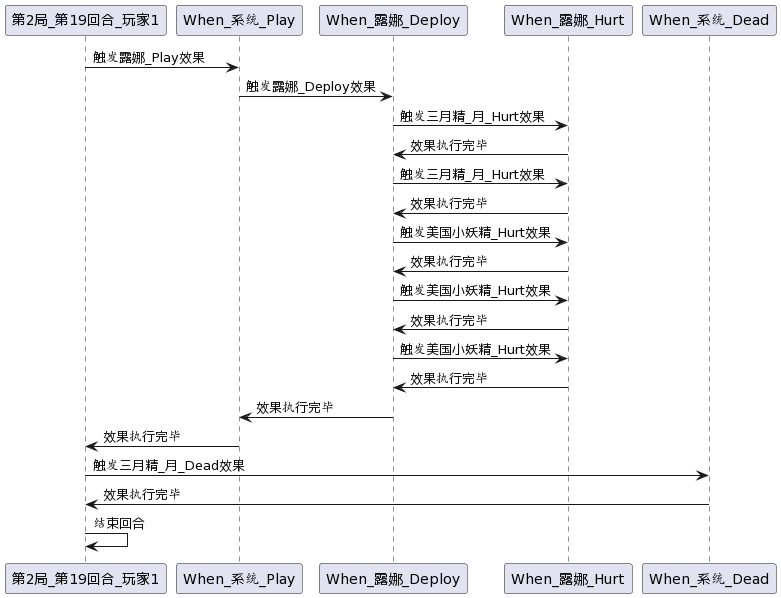 第2局_第19回合_玩家1
When_系统_Play
When_露娜_Deploy
When_露娜_Hurt
When_系统_Dead
触发露娜_Play效果
触发露娜_Deploy效果
触发三月精_月_Hurt效果
效果执行完毕
触发三月精_月_Hurt效果
效果执行完毕
触发美国小妖精_Hurt效果
效果执行完毕
触发美国小妖精_Hurt效果
效果执行完毕
触发美国小妖精_Hurt效果
效果执行完毕
效果执行完毕
效果执行完毕
触发三月精_月_Dead效果
效果执行完毕
结束回合
第2局_第19回合_玩家1
When_系统_Play
When_露娜_Deploy
When_露娜_Hurt
When_系统_Dead